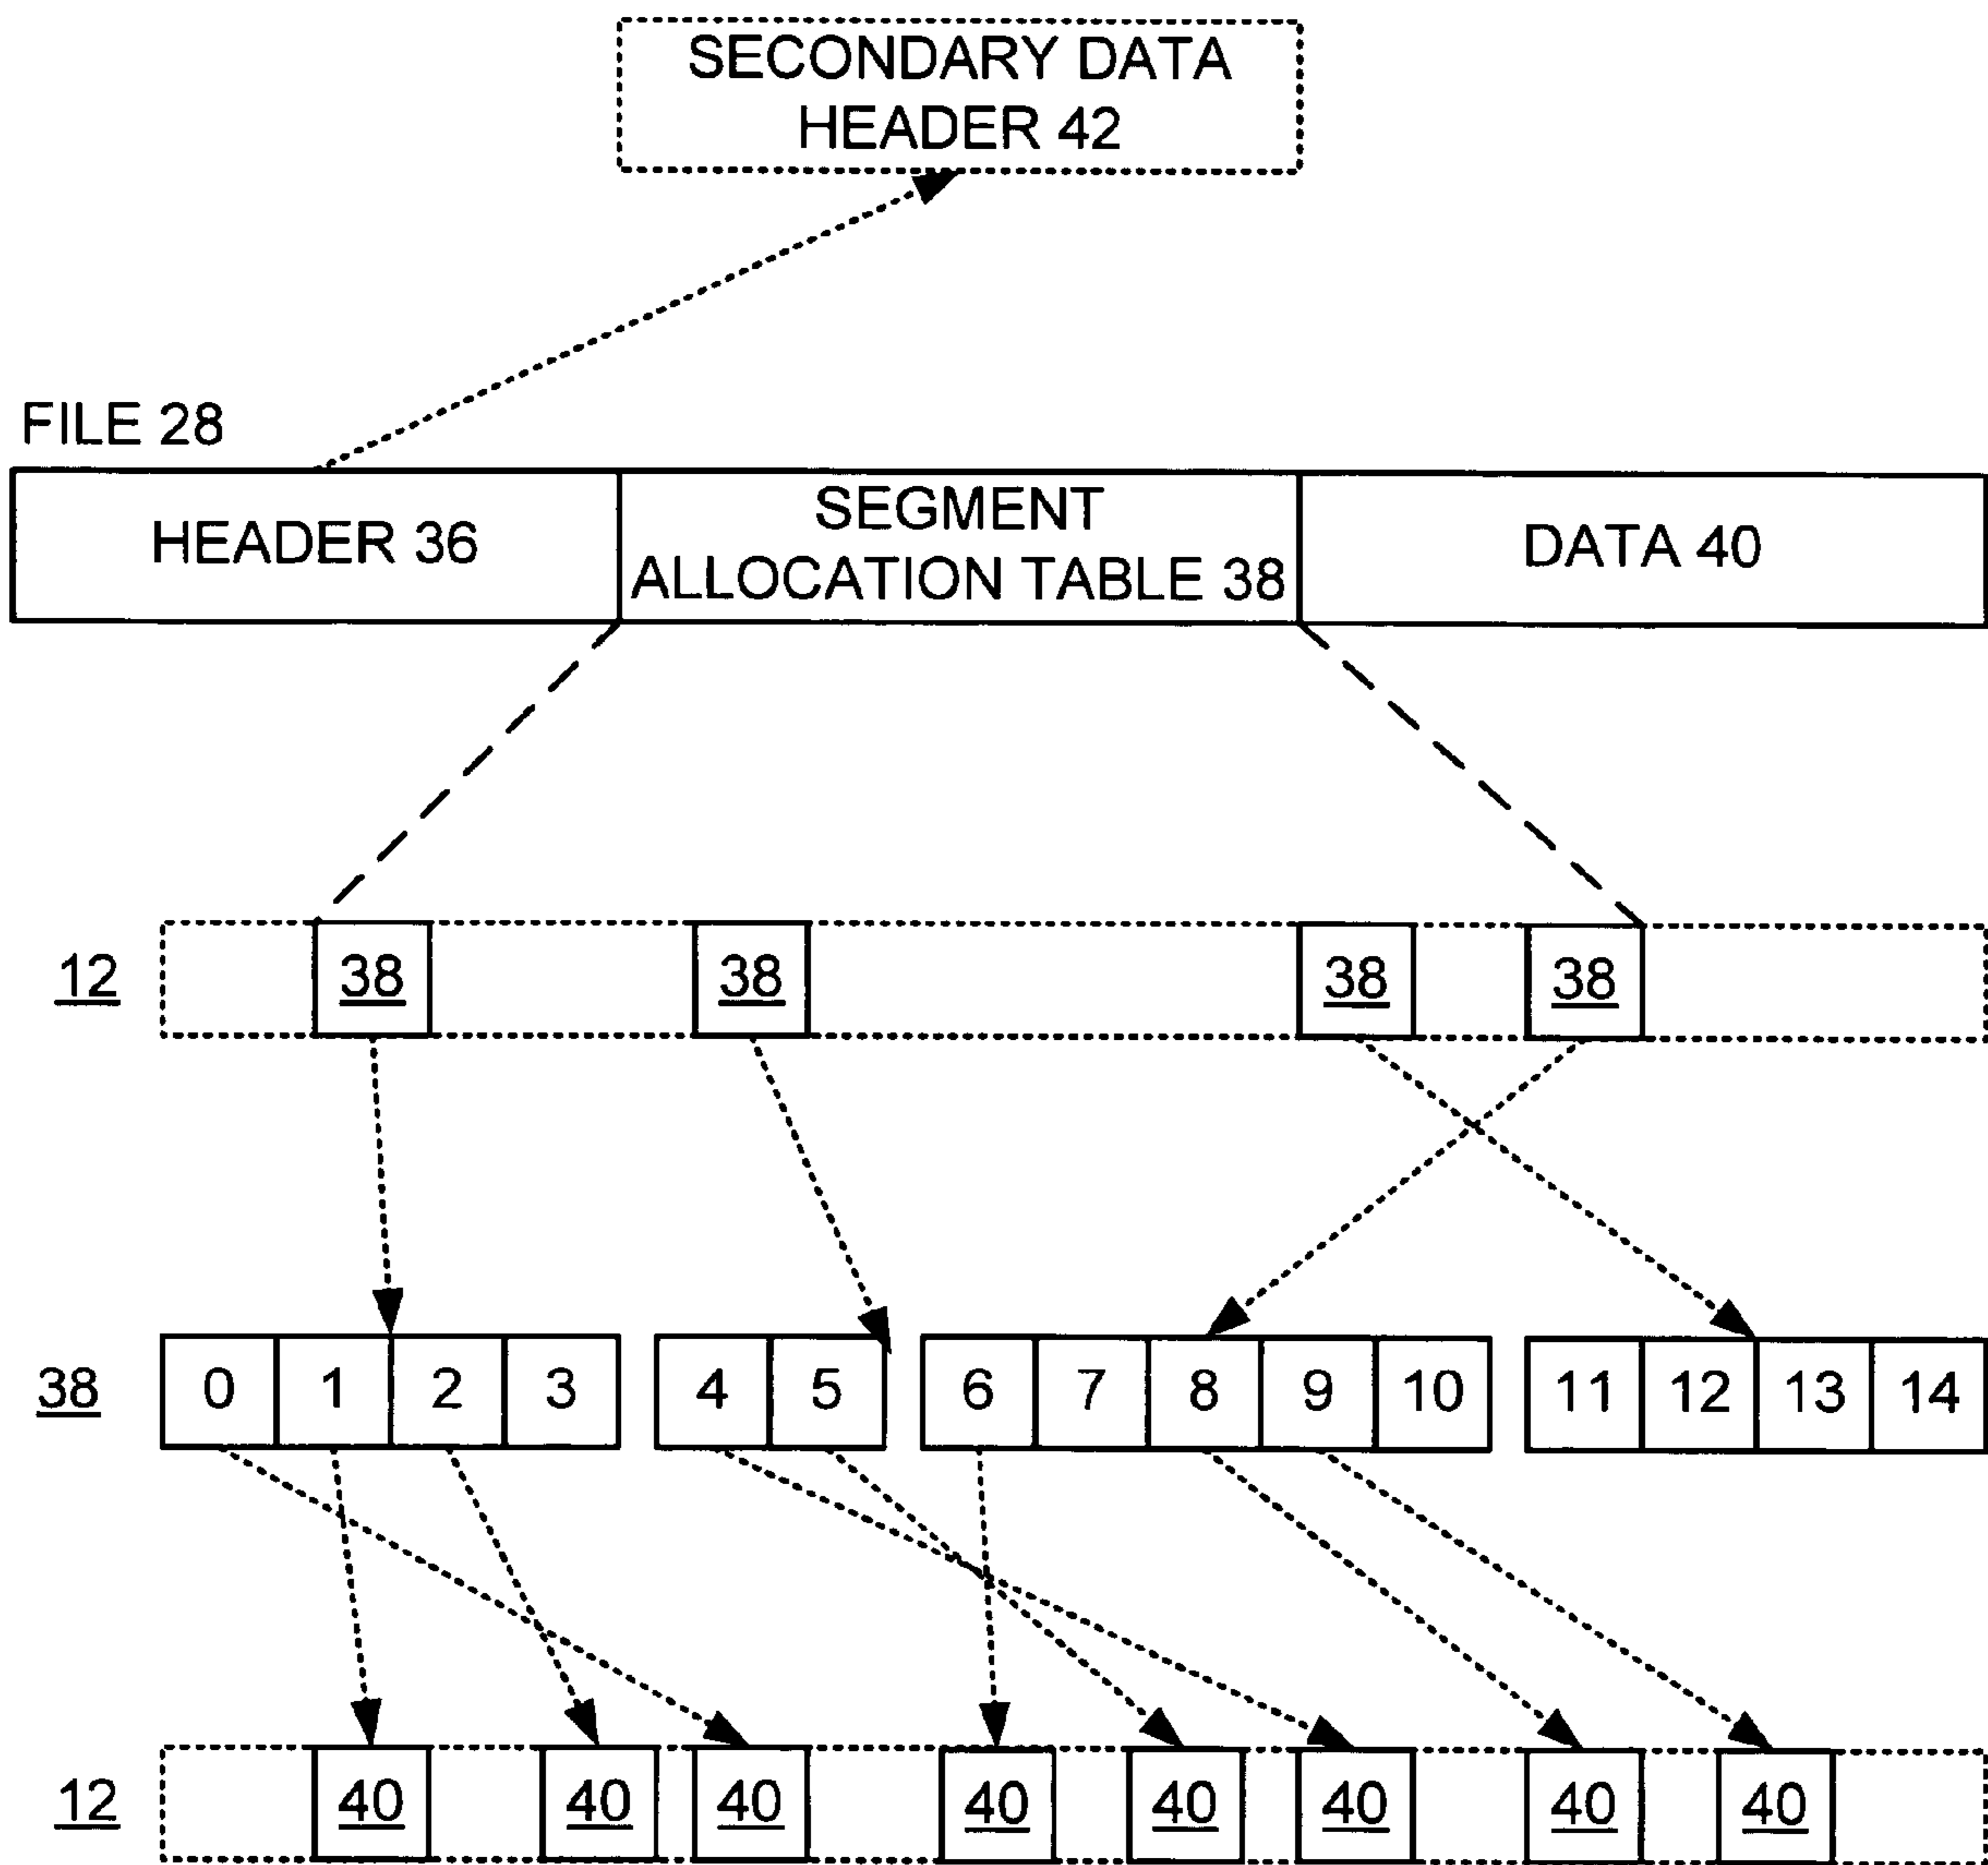 SECONDARY DATA
HEADER 42
FILE 28
HEADER 36
SEGMENT
ALLOCATION TABLE 38
DATA 40
12 38 38 38 38
38 0 1 2 3 4 5 6 7 8 9 10 11 12 13 14
12 40 40 40 40 40 40 40 40